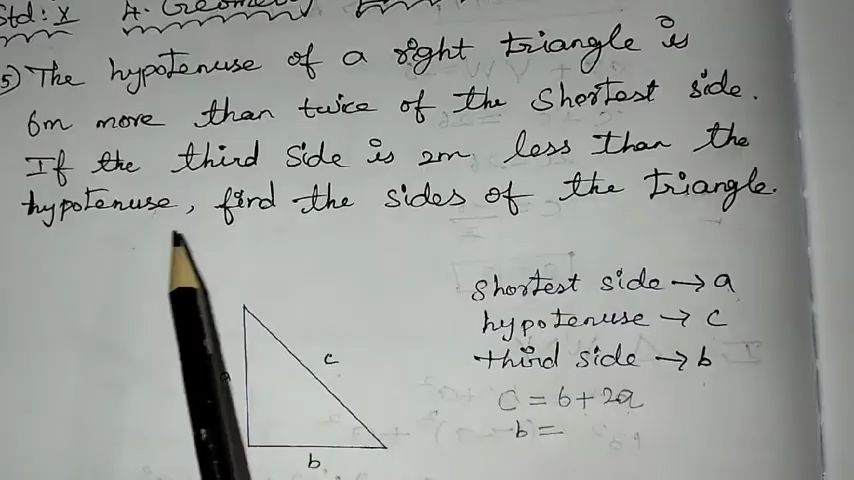 Std: X A. Geometry
5) The hypotenuse of a right triangle is
6m more than twice of the shortest side.
If the third side is 2m less than the
hypotenuse, find the sides of the triangle.
shortest side → a
hypotenuse → c
third side → b
c = 6 + 2a
b =
a
c
b